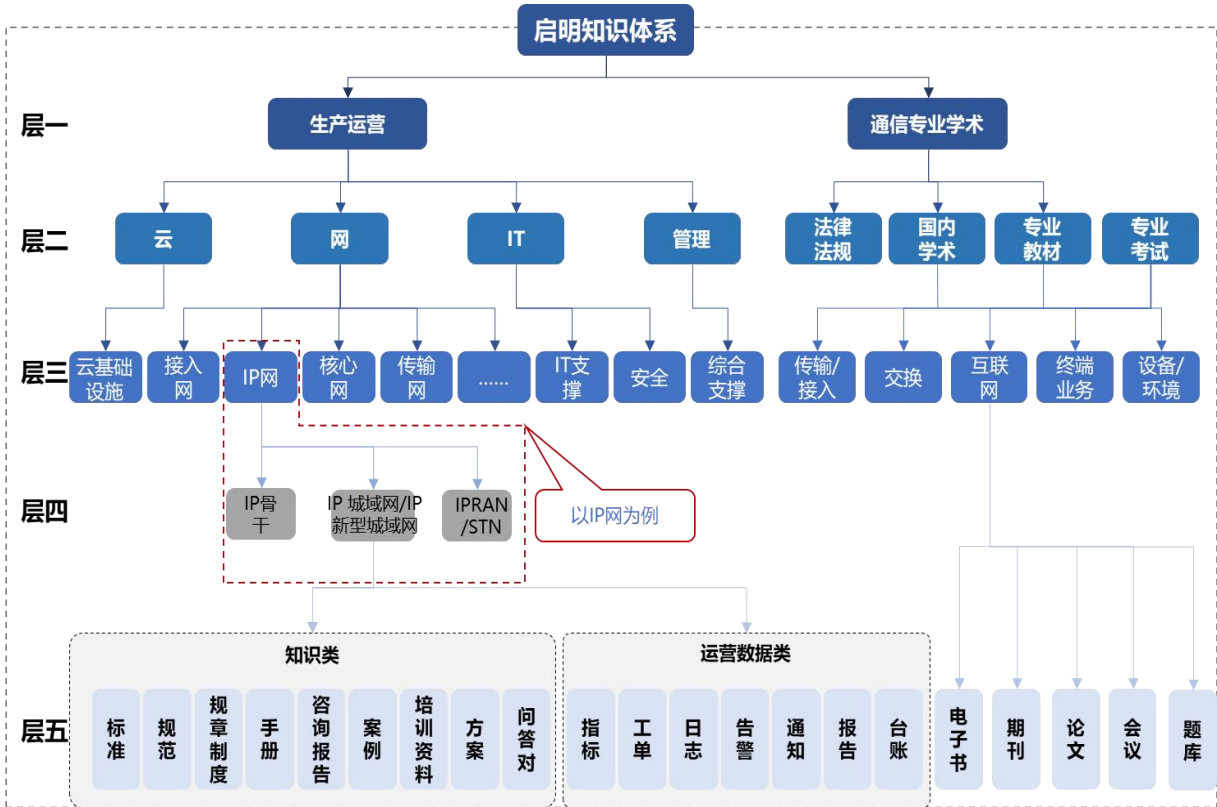 启明知识体系
层一
生产运营
通信专业学术
层二
云
网
IT
管理
法律
法规
国内
学术
专业
教材
专业
考试
层三
云基础
设施
接入
网
IP网
核心
网
传输
网
......
IT支
撑
安全
综合
支撑
传输/
接入
交换
互联
网
终端
业务
设备/
环境
层四
IP骨
干
IP 城域网/IP
新型城域网
IPRAN
/STN
以IP网为例
知识类
运营数据类
层五
标准
规范
规章制度
手册
咨询报告
案例
培训资料
方案
问答对
指标
工单
日志
告警
通知
报告
台账
电子书
期刊
论文
会议
题库